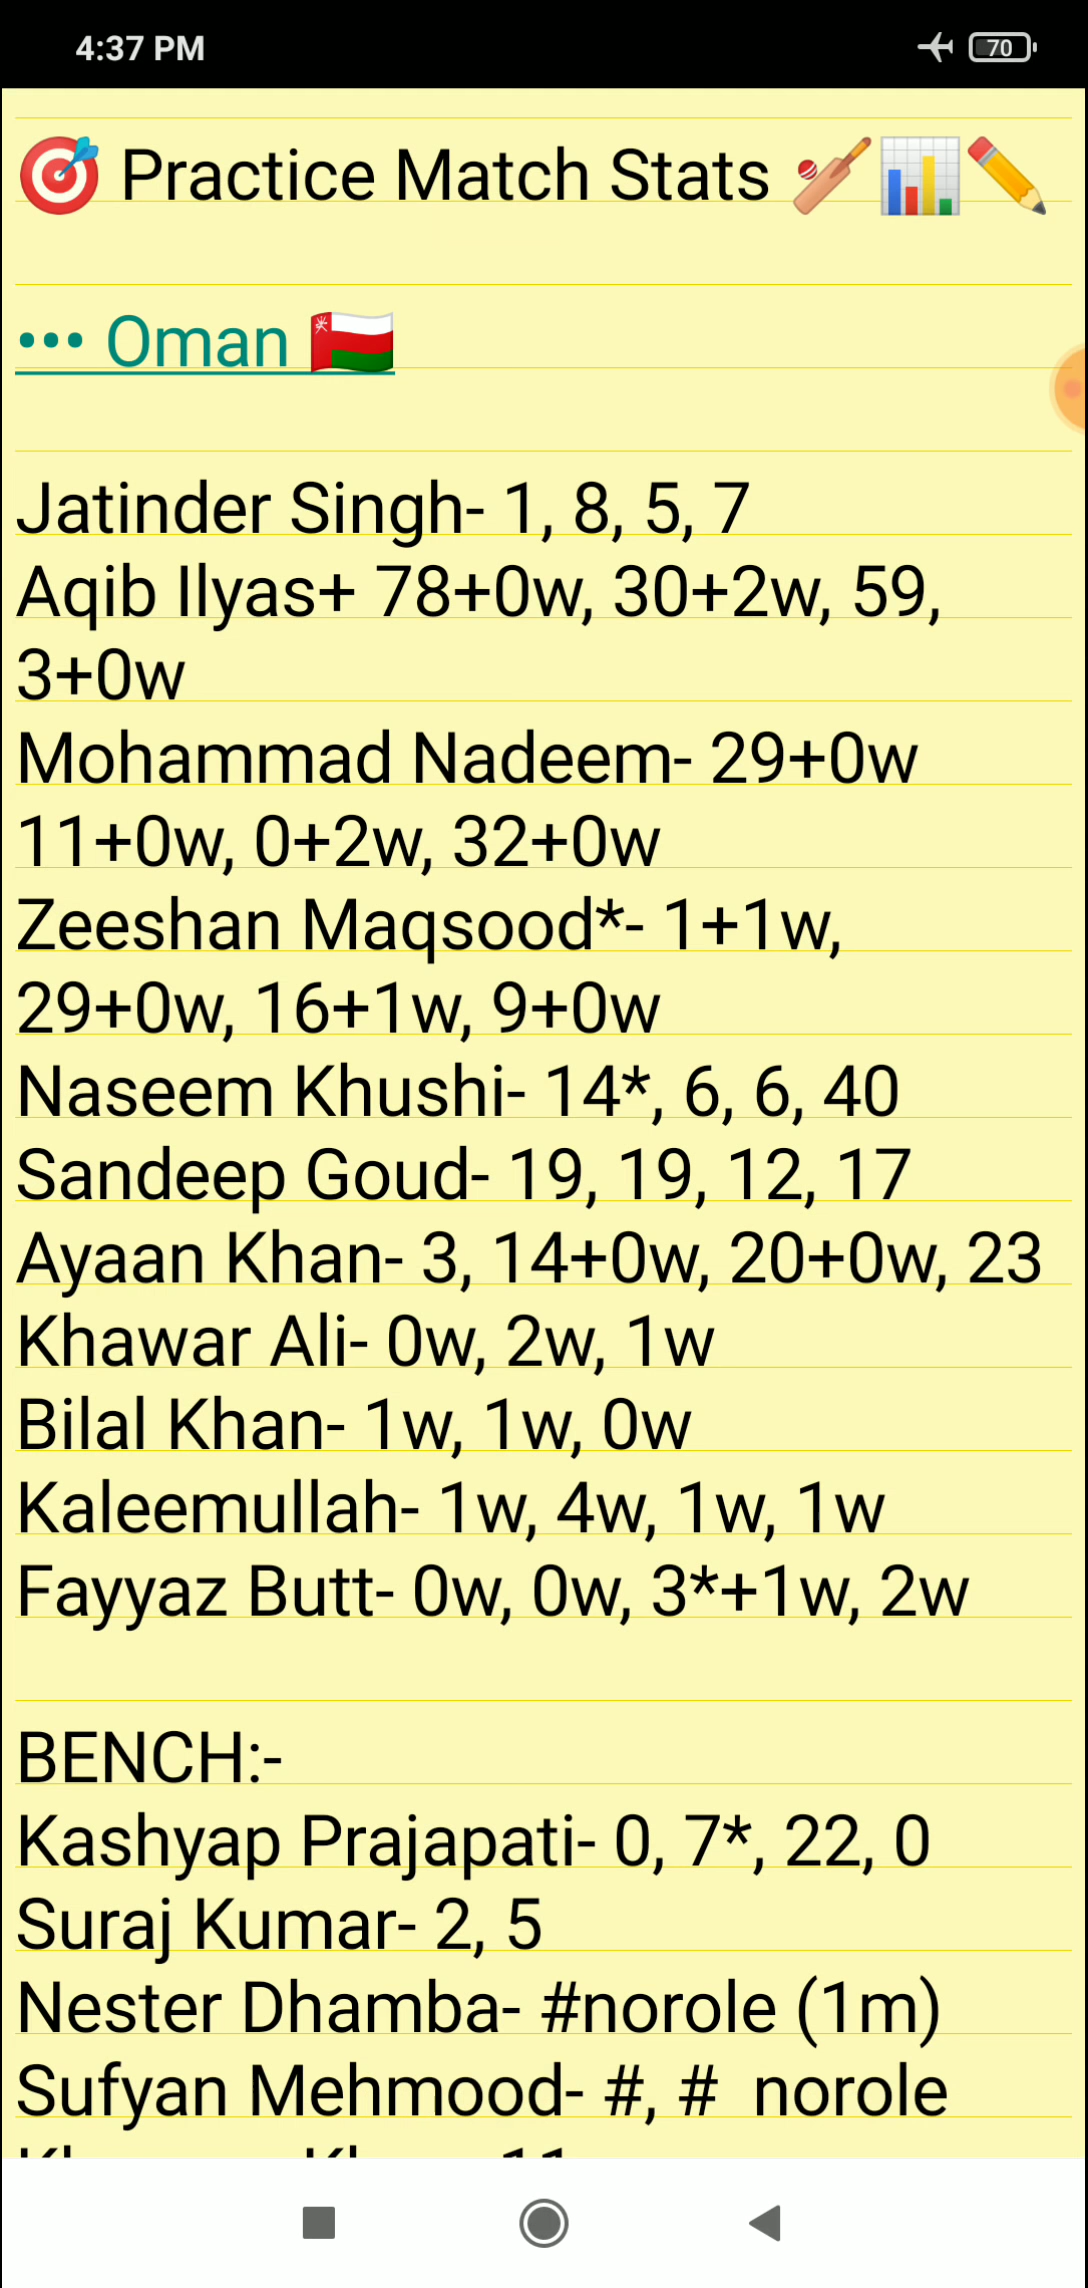 4:37 PM
70
🎯 Practice Match Stats 🏏📊✏️
••• Oman 🇴🇲
Jatinder Singh- 1, 8, 5, 7
Aqib Ilyas+ 78+0w, 30+2w, 59,
3+0w
Mohammad Nadeem- 29+0w
11+0w, 0+2w, 32+0w
Zeeshan Maqsood*- 1+1w,
29+0w, 16+1w, 9+0w
Naseem Khushi- 14*, 6, 6, 40
Sandeep Goud- 19, 19, 12, 17
Ayaan Khan- 3, 14+0w, 20+0w, 23
Khawar Ali- 0w, 2w, 1w
Bilal Khan- 1w, 1w, 0w
Kaleemullah- 1w, 4w, 1w, 1w
Fayyaz Butt- 0w, 0w, 3*+1w, 2w
BENCH:-
Kashyap Prajapati- 0, 7*, 22, 0
Suraj Kumar- 2, 5
Nester Dhamba- #norole (1m)
Sufyan Mehmood- #, #  norole